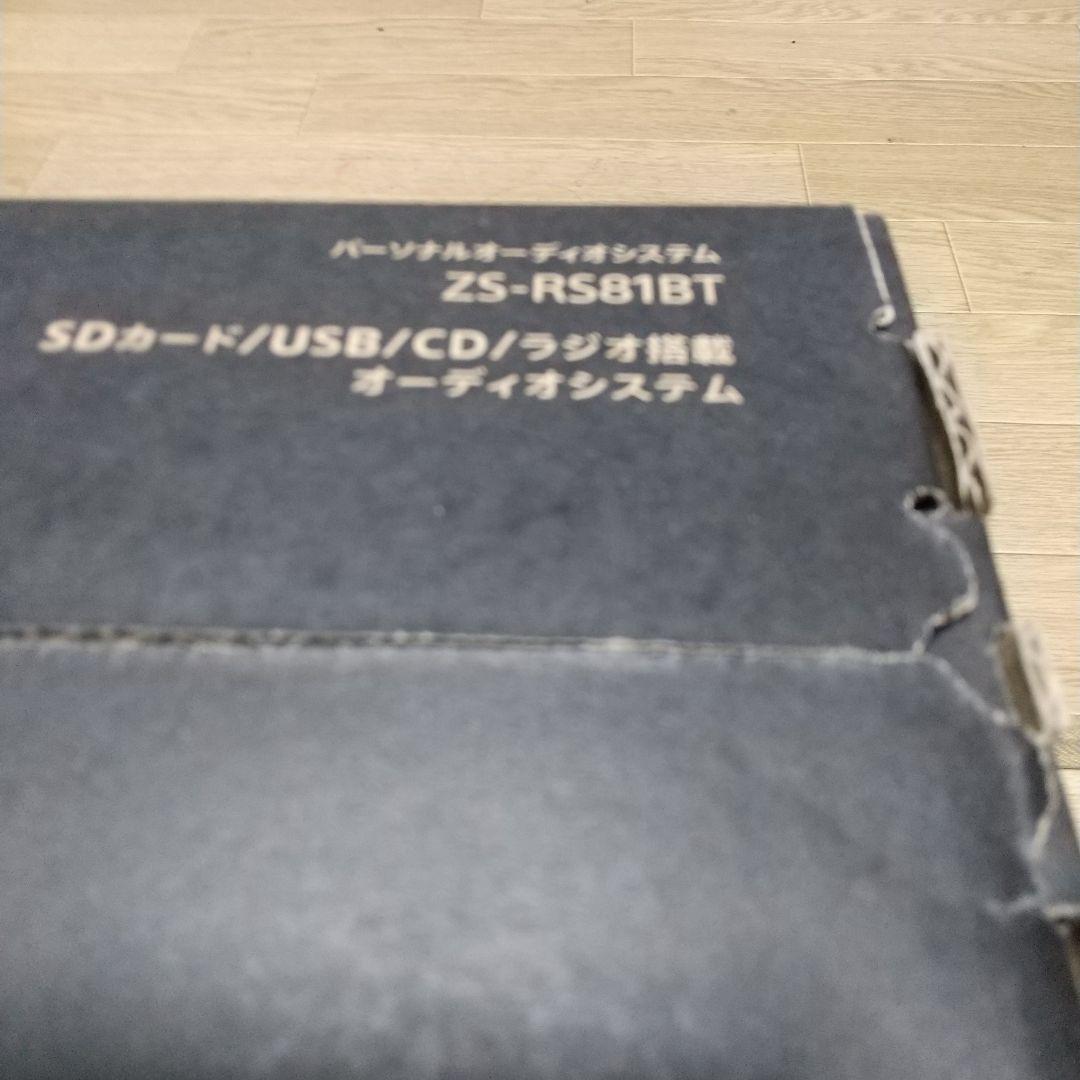 パーソナルオーディオシステム
ZS-RS81BT
SDカード/USB/CD/ラジオ搭載
オーディオシステム